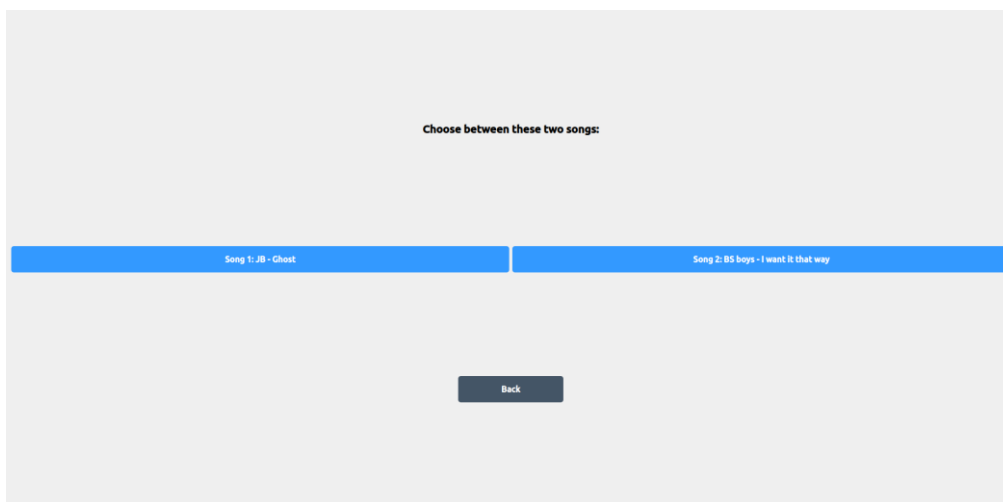 Choose between these two songs:
Song 1: JB - Ghost
Song 2: BS boys - I want it that way
Back